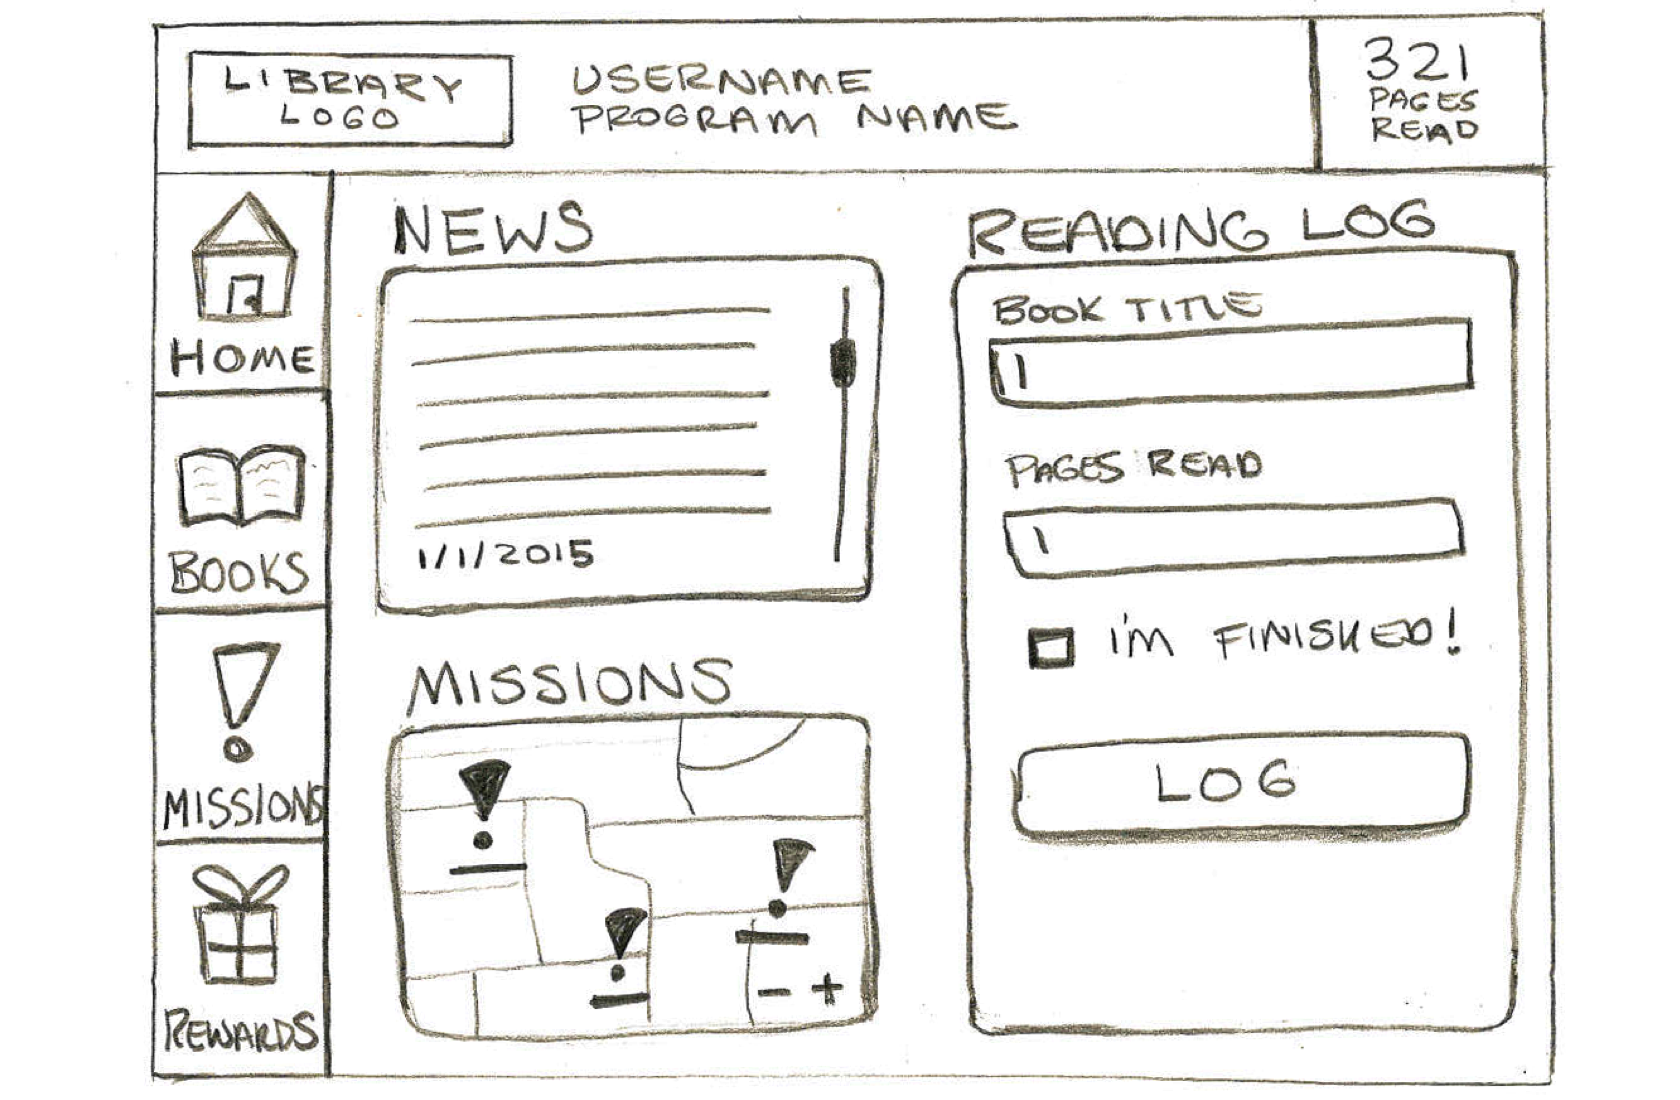 LIBRARY
LOGO
USERNAME
PROGRAM NAME
321
PAGES
READ
HOME
BOOKS
MISSIONS
REWARDS
NEWS
1/1/2015
MISSIONS
- +
READING LOG
BOOK TITLE
PAGES READ
I'M FINISHED!
LOG